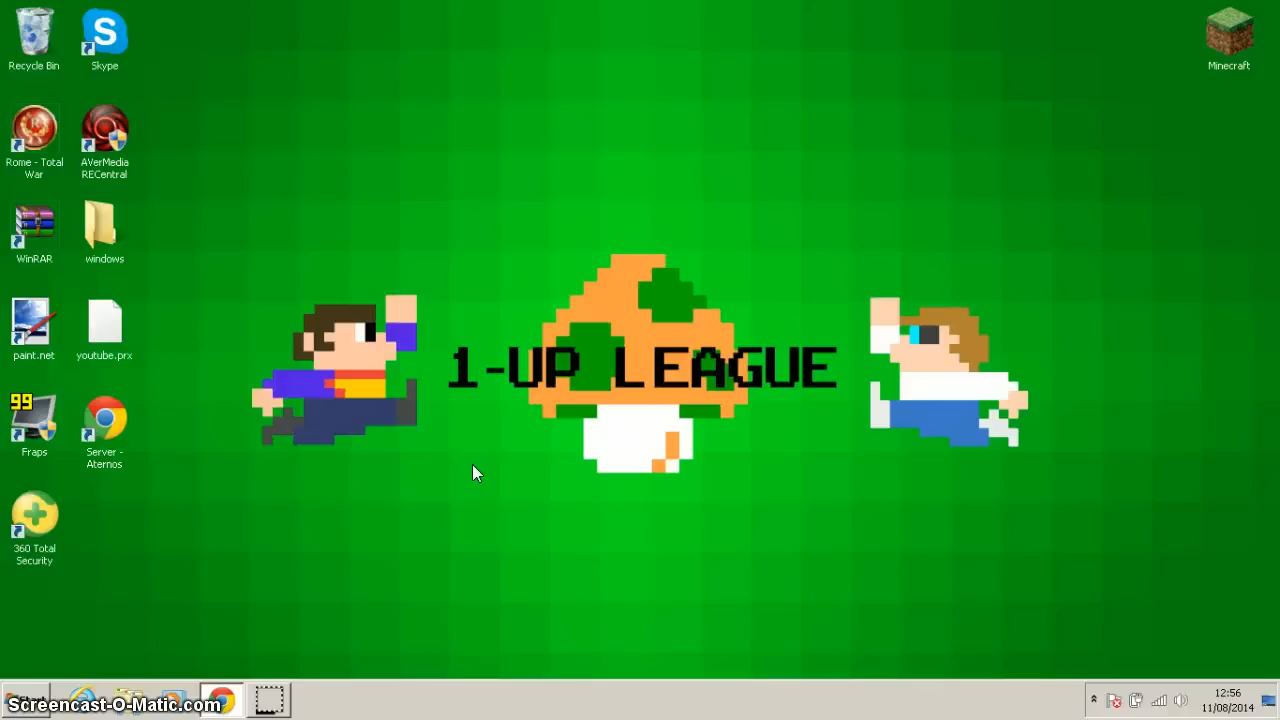 Recycle Bin
Skype
Minecraft
Rome - Total
War
AVerMedia
RECentral
WinRAR
windows
paint.net
youtube.prx
99
Fraps
Server -
Aternos
360 Total
Security
1-UP LEAGUE
Screencast-O-Matic.com
12:56
11/08/2014